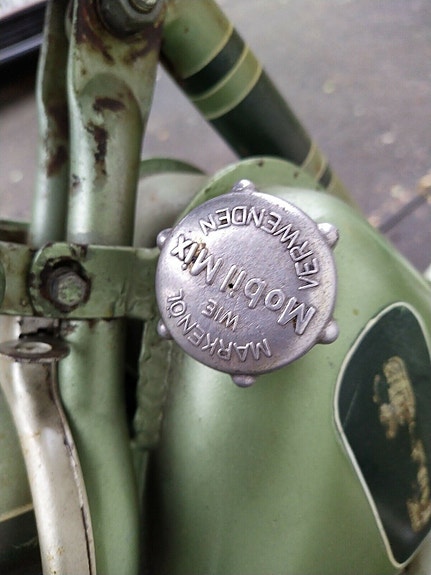 MARKENÖL
WIE
Mobil Mix
VERWENDEN